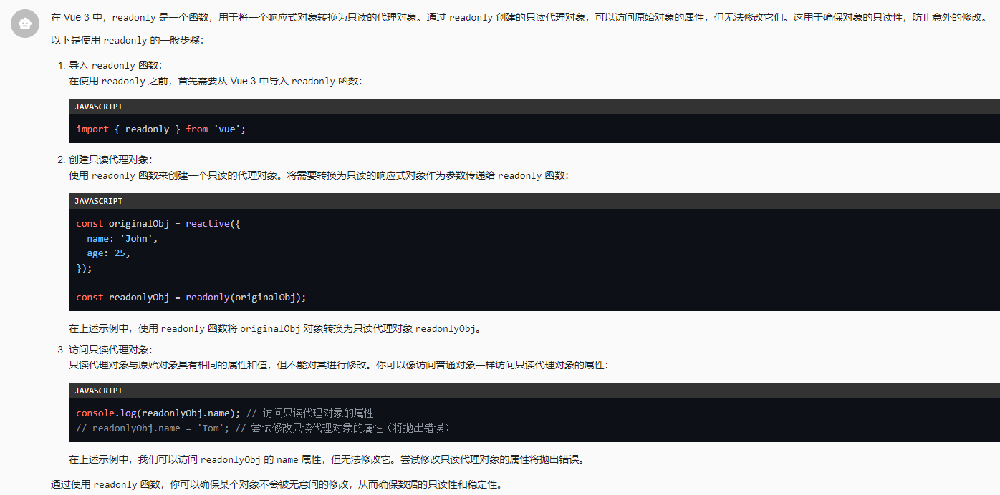 在 Vue 3 中，readonly 是一个函数，用于将一个响应式对象转换为只读的代理对象。通过 readonly 创建的只读代理对象，可以访问原始对象的属性，但无法修改它们。这用于确保对象的只读性，防止意外的修改。
以下是使用 readonly 的一般步骤：
1. 导入 readonly 函数：
在使用 readonly 之前，首先需要从 Vue 3 中导入 readonly 函数：
JAVASCRIPT
import { readonly } from 'vue';
2. 创建只读代理对象：
使用 readonly 函数来创建一个只读的代理对象。将需要转换为只读的响应式对象作为参数传递给 readonly 函数：
JAVASCRIPT
const originalObj = reactive({
  name: 'John',
  age: 25,
});
const readonlyObj = readonly(originalObj);
在上述示例中，使用 readonly 函数将 originalObj 对象转换为只读代理对象 readonlyObj。
3. 访问只读代理对象：
只读代理对象与原始对象具有相同的属性和值，但不能对其进行修改。你可以像访问普通对象一样访问只读代理对象的属性：
JAVASCRIPT
console.log(readonlyObj.name); // 访问只读代理对象的属性
// readonlyObj.name = 'Tom'; // 尝试修改只读代理对象的属性（将抛出错误）
在上述示例中，我们可以访问 readonlyObj 的 name 属性，但无法修改它。尝试修改只读代理对象的属性将抛出错误。
通过使用 readonly 函数，你可以确保某个对象不会被无意间的修改，从而确保数据的只读性和稳定性。